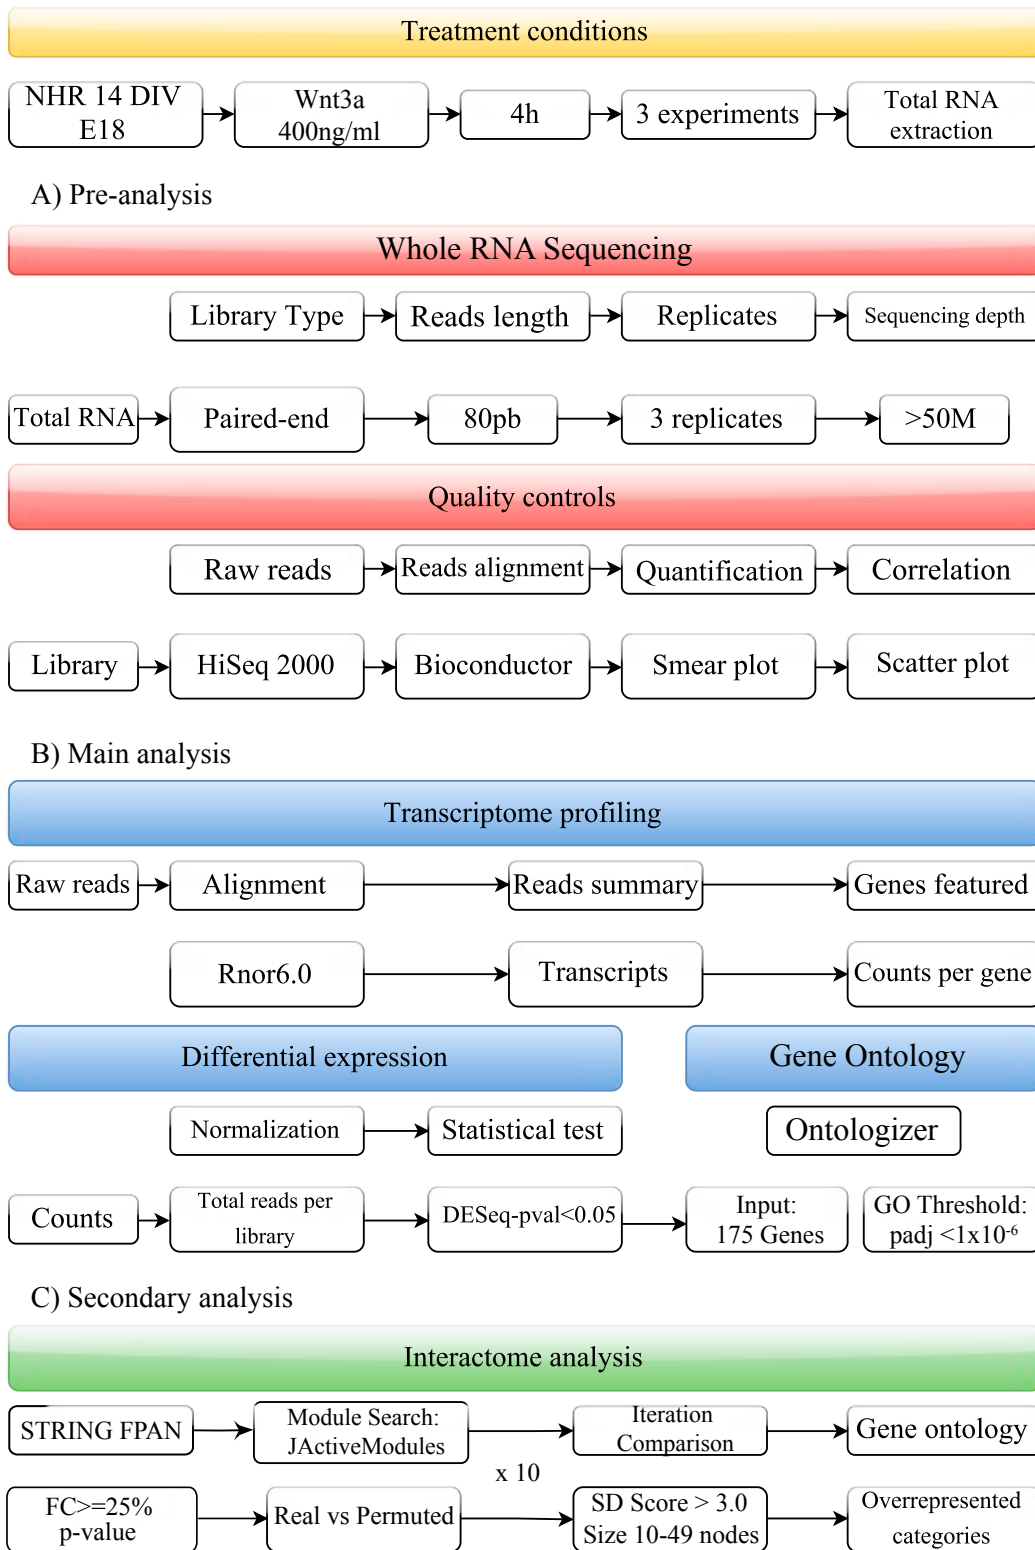 Treatment conditions
NHR 14 DIV
E18
Wnt3a
400ng/ml
4h
3 experiments
Total RNA
extraction
A) Pre-analysis
Whole RNA Sequencing
Library Type
Reads length
Replicates
Sequencing depth
Total RNA
Paired-end
80pb
3 replicates
>50M
Quality controls
Raw reads
Reads alignment
Quantification
Correlation
Library
HiSeq 2000
Bioconductor
Smear plot
Scatter plot
B) Main analysis
Transcriptome profiling
Raw reads
Alignment
Reads summary
Genes featured
Rnor6.0
Transcripts
Counts per gene
Differential expression
Gene Ontology
Normalization
Statistical test
Ontologizer
Counts
Total reads per
library
DESeq-pval<0.05
Input:
175 Genes
GO Threshold:
padj <1x10⁻⁶
C) Secondary analysis
Interactome analysis
STRING FPAN
Module Search:
JActiveModules
Iteration
Comparison
Gene ontology
x 10
FC>=25%
p-value
Real vs Permuted
SD Score > 3.0
Size 10-49 nodes
Overrepresented
categories